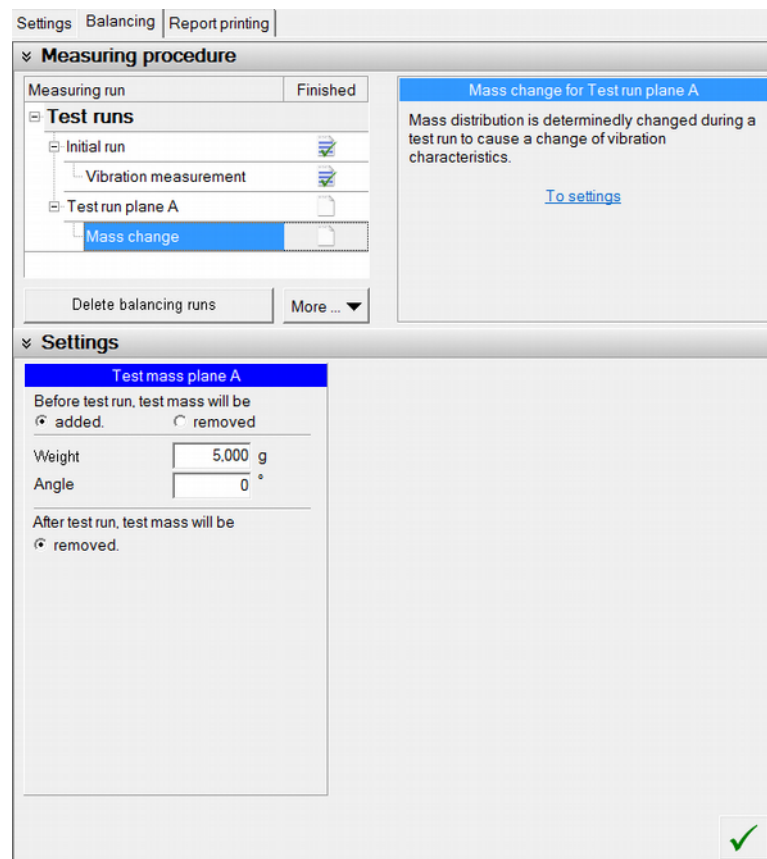 Settings Balancing Report printing
Measuring procedure
Measuring run Finished
Test runs
Initial run
Vibration measurement
Test run plane A
Mass change
Delete balancing runs More ...
Mass change for Test run plane A
Mass distribution is determinedly changed during a
test run to cause a change of vibration
characteristics.
To settings
Settings
Test mass plane A
Before test run, test mass will be
added. removed
Weight 5,000 g
Angle 0 °
After test run, test mass will be
removed.